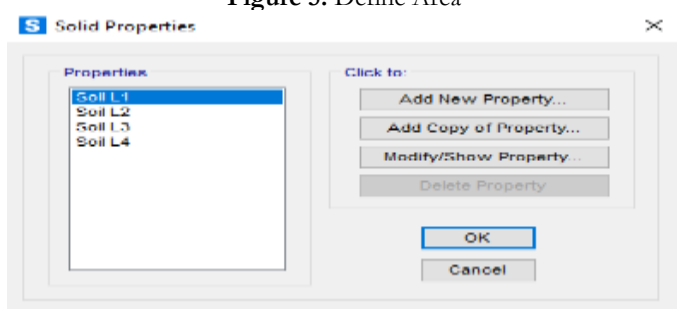 Figure 5. Define Area
S Solid Properties
Properties
Click to:
Soil L1
Soil L2
Soil L3
Soil L4
Add New Property...
Add Copy of Property...
Modify/Show Property...
Delete Property
OK
Cancel